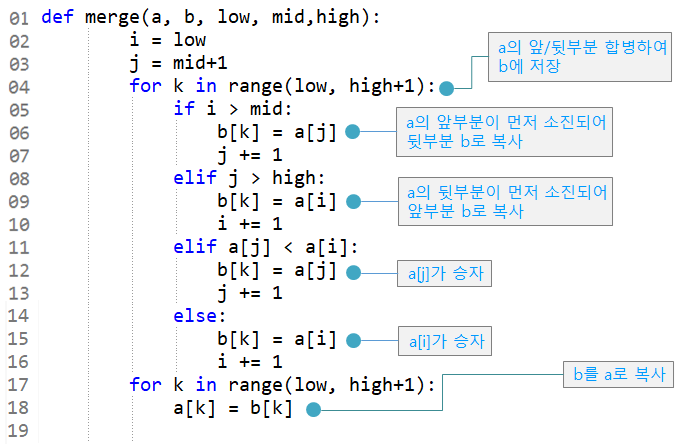 01 def merge(a, b, low, mid,high):
02 i = low
03 j = mid+1
04 for k in range(low, high+1):
a의 앞/뒷부분 합병하여
b에 저장
05 if i > mid:
06 b[k] = a[j]
a의 앞부분이 먼저 소진되어
뒷부분 b로 복사
07 j += 1
08 elif j > high:
09 b[k] = a[i]
a의 뒷부분이 먼저 소진되어
앞부분 b로 복사
10 i += 1
11 elif a[j] < a[i]:
12 b[k] = a[j]
a[j]가 승자
13 j += 1
14 else:
15 b[k] = a[i]
a[i]가 승자
16 i += 1
17 for k in range(low, high+1):
18 a[k] = b[k]
b를 a로 복사
19